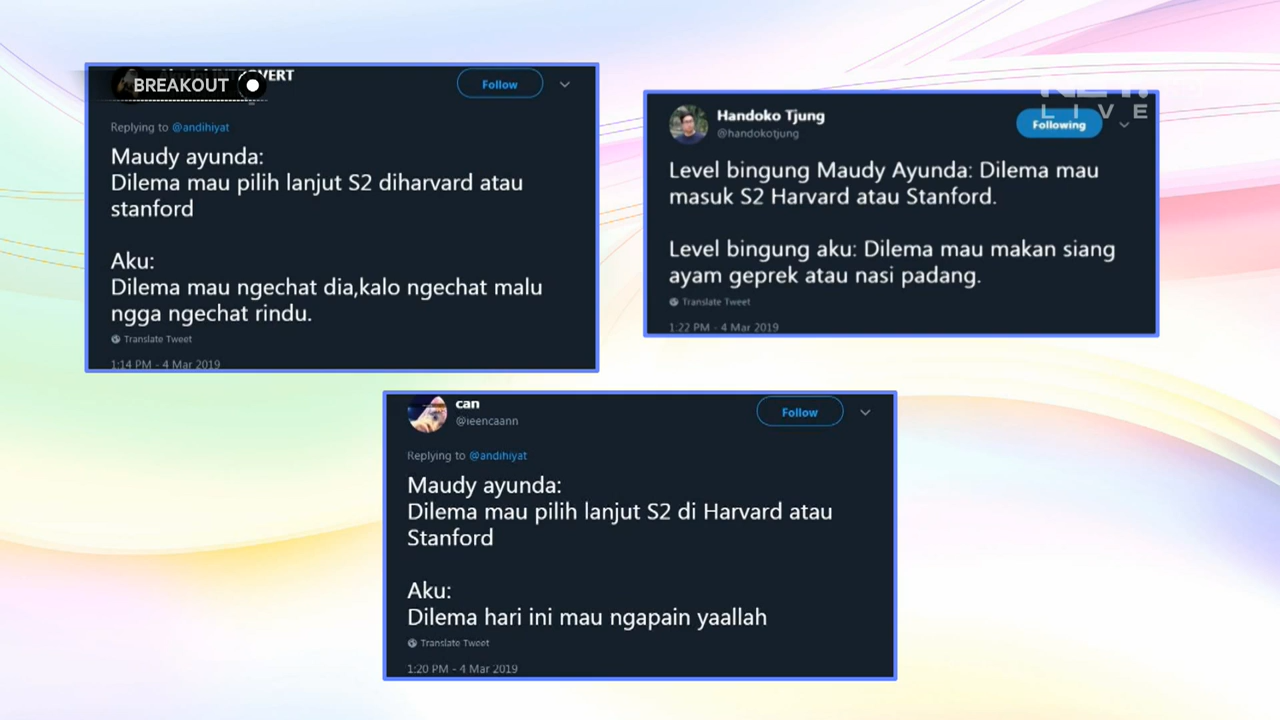 BREAKOUT
Follow
Replying to @andihiyat
Maudy ayunda:
Dilema mau pilih lanjut S2 diharvard atau
stanford
Aku:
Dilema mau ngechat dia,kalo ngechat malu
ngga ngechat rindu.
Translate Tweet
1:14 PM - 4 Mar 2019
LIVE
Handoko Tjung
@handokotjung
Following
Level bingung Maudy Ayunda: Dilema mau
masuk S2 Harvard atau Stanford.
Level bingung aku: Dilema mau makan siang
ayam geprek atau nasi padang.
Translate Tweet
1:22 PM - 4 Mar 2019
can
@ieencaann
Follow
Replying to @andihiyat
Maudy ayunda:
Dilema mau pilih lanjut S2 di Harvard atau
Stanford
Aku:
Dilema hari ini mau ngapain yaallah
Translate Tweet
1:20 PM - 4 Mar 2019